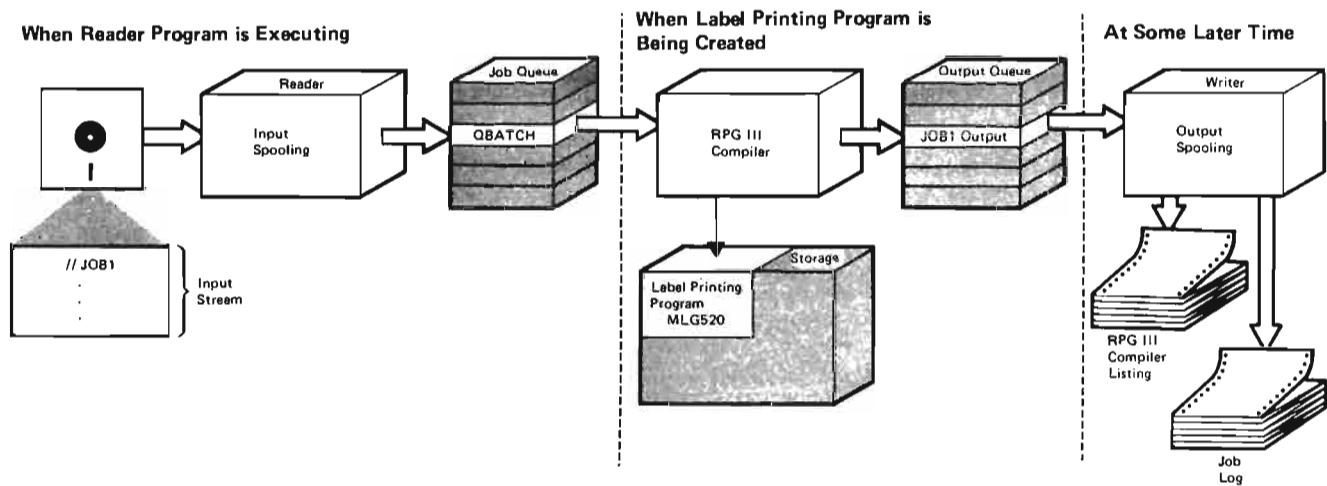 When Reader Program is Executing
Reader
Input
Spooling
Job Queue
QBATCH
// JOB1
.
.
.
Input
Stream
When Label Printing Program is
Being Created
RPG III
Compiler
Output Queue
JOB1 Output
Storage
Label Printing
Program
MLG520
At Some Later Time
Writer
Output
Spooling
RPG III
Compiler
Listing
Job
Log